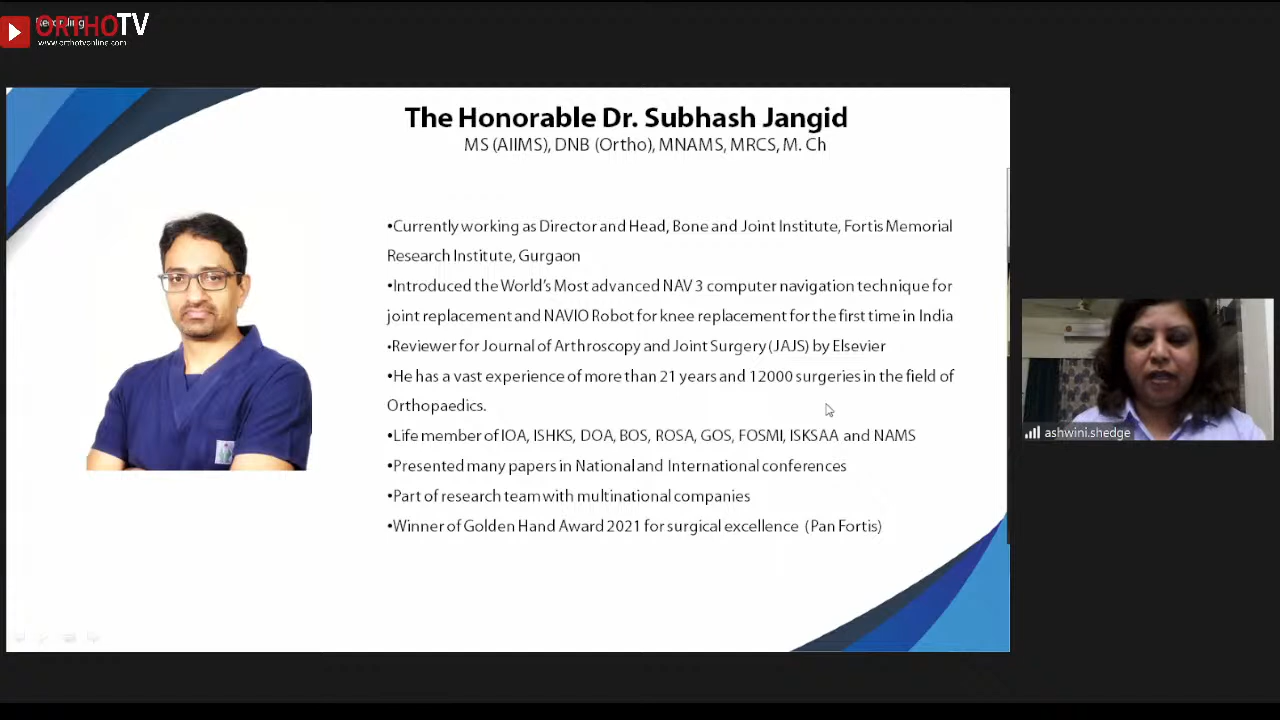 Recording
ORTHOTV
www.orthotvonline.com
The Honorable Dr. Subhash Jangid
MS (AIIMS), DNB (Ortho), MNAMS, MRCS, M. Ch
•Currently working as Director and Head, Bone and Joint Institute, Fortis Memorial
Research Institute, Gurgaon
•Introduced the World's Most advanced NAV 3 computer navigation technique for
joint replacement and NAVIO Robot for knee replacement for the first time in India
•Reviewer for Journal of Arthroscopy and Joint Surgery (JAJS) by Elsevier
•He has a vast experience of more than 21 years and 12000 surgeries in the field of
Orthopaedics.
•Life member of IOA, ISHKS, DOA, BOS, ROSA, GOS, FOSMI, ISKSAA and NAMS
•Presented many papers in National and International conferences
•Part of research team with multinational companies
•Winner of Golden Hand Award 2021 for surgical excellence (Pan Fortis)
ashwini.shedge